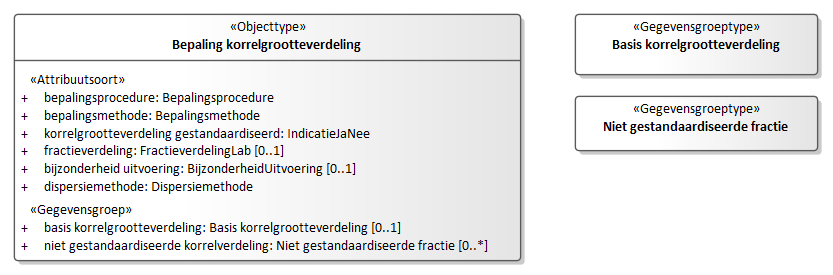 «Objecttype»
Bepaling korrelgrootteverdeling
«Attribuutsoort»
+ bepalingsprocedure: Bepalingsprocedure
+ bepalingsmethode: Bepalingsmethode
+ korrelgrootteverdeling gestandaardiseerd: IndicatieJaNee
+ fractieverdeling: FractieverdelingLab [0..1]
+ bijzonderheid uitvoering: BijzonderheidUitvoering [0..1]
+ dispersiemethode: Dispersiemethode
«Gegevensgroep»
+ basis korrelgrootteverdeling: Basis korrelgrootteverdeling [0..1]
+ niet gestandaardiseerde korrelverdeling: Niet gestandaardiseerde fractie [0..*]
«Gegevensgroeptype»
Basis korrelgrootteverdeling
«Gegevensgroeptype»
Niet gestandaardiseerde fractie